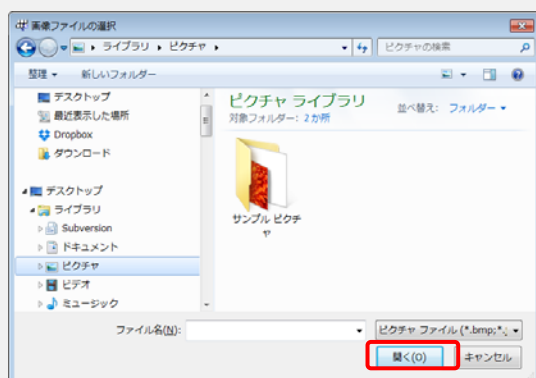 画像ファイルの選択
ライブラリ ピクチャ
ピクチャの検索
整理 新しいフォルダー
デスクトップ
最近表示した場所
Dropbox
ダウンロード
デスクトップ
ライブラリ
Subversion
ドキュメント
ピクチャ
ビデオ
ミュージック
ピクチャ ライブラリ
対象フォルダー: 2か所
並べ替え: フォルダー
サンプル ピクチ
ャ
ファイル名(N):
ピクチャ ファイル (*.bmp;*.
開く(O)
キャンセル